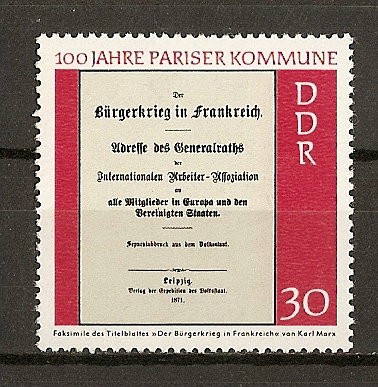 100 JAHRE PARISER KOMMUNE
DDR
Der
Bürgerkrieg in Frankreich.
Adresse des Generalraths
der
Internationalen Arbeiter-Assoziation
an
alle Mitglieder in Europa und den
Vereinigten Staaten.
Separatabdruck aus dem Volksstaat.
Leipzig.
Verlag der Expedition des Volksstaat.
1871.
30
Faksimile des Titelblattes »Der Bürgerkrieg in Frankreich« von Karl Marx